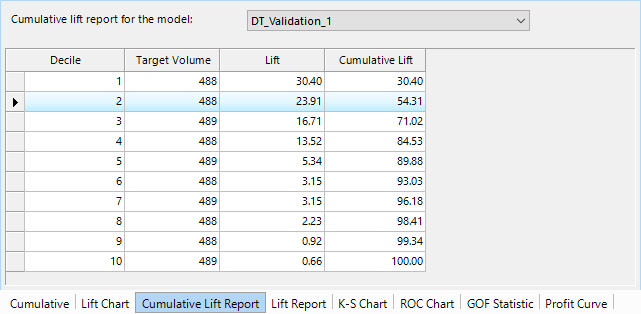 Cumulative lift report for the model: DT_Validation_1
Decile Target Volume Lift Cumulative Lift
1 488 30.40 30.40
2 488 23.91 54.31
3 489 16.71 71.02
4 488 13.52 84.53
5 489 5.34 89.88
6 488 3.15 93.03
7 489 3.15 96.18
8 488 2.23 98.41
9 488 0.92 99.34
10 489 0.66 100.00
Cumulative Lift Chart Cumulative Lift Report Lift Report K-S Chart ROC Chart GOF Statistic Profit Curve